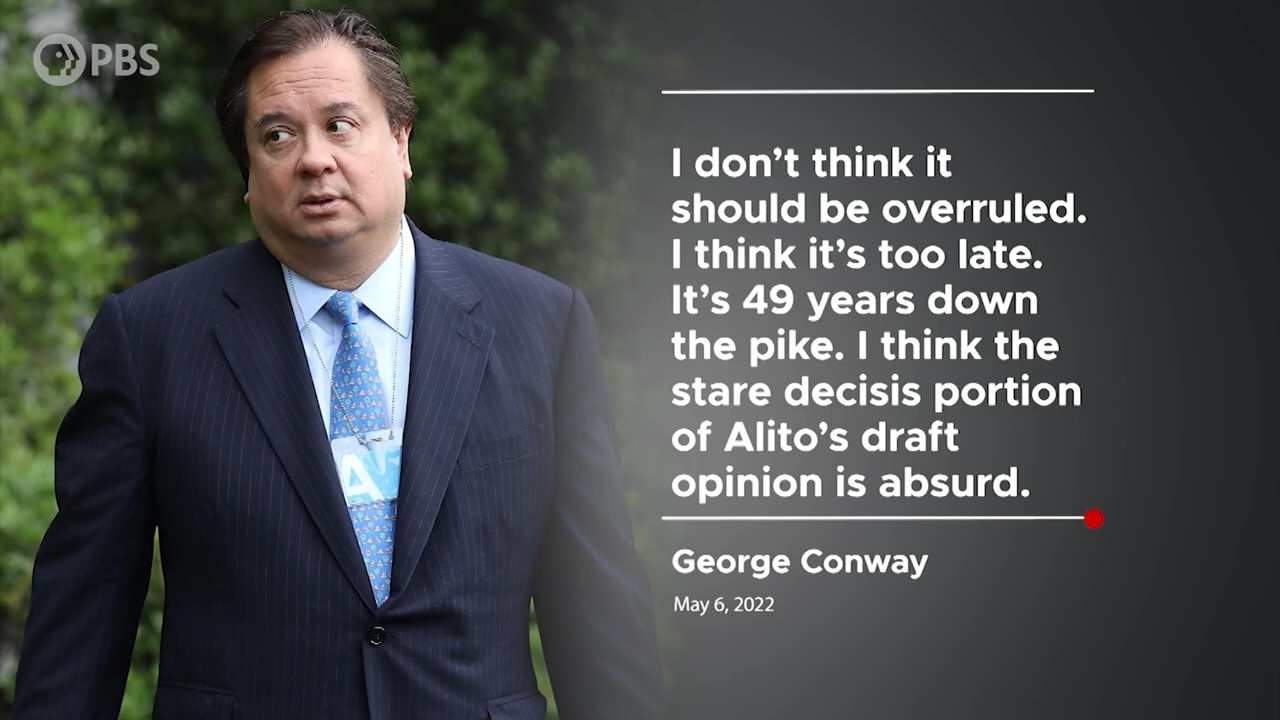 PBS
I don't think it
should be overruled.
I think it's too late.
It's 49 years down
the pike. I think the
stare decisis portion
of Alito's draft
opinion is absurd.
George Conway
May 6, 2022